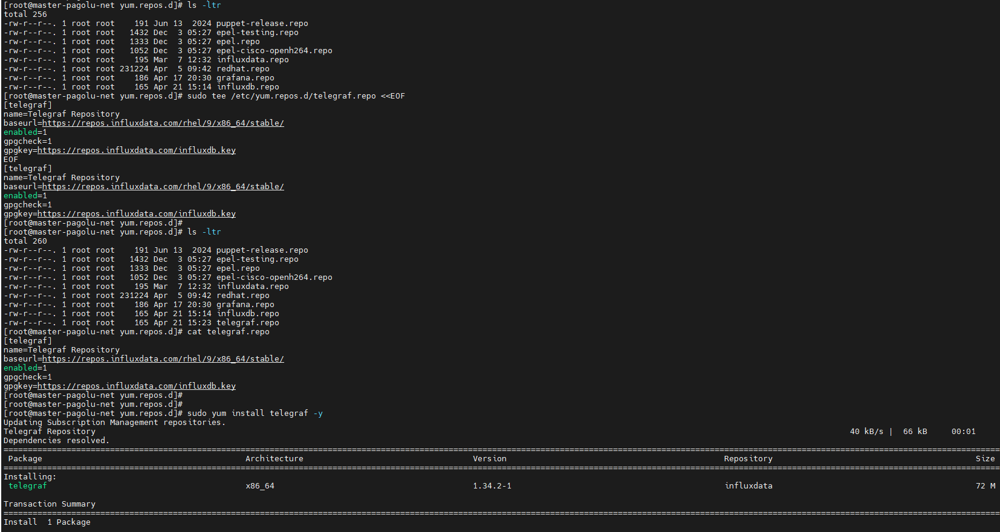 [root@master-pagolu-net yum.repos.d]# ls -ltr
total 256
-rw-r--r--. 1 root root    191 Jun 13  2024 puppet-release.repo
-rw-r--r--. 1 root root   1432 Dec  3 05:27 epel-testing.repo
-rw-r--r--. 1 root root   1333 Dec  3 05:27 epel.repo
-rw-r--r--. 1 root root   1052 Dec  3 05:27 epel-cisco-openh264.repo
-rw-r--r--. 1 root root    195 Mar  7 12:32 influxdata.repo
-rw-r--r--. 1 root root 231224 Apr  5 09:42 redhat.repo
-rw-r--r--. 1 root root    186 Apr 17 20:30 grafana.repo
-rw-r--r--. 1 root root    165 Apr 21 15:14 influxdb.repo
[root@master-pagolu-net yum.repos.d]# sudo tee /etc/yum.repos.d/telegraf.repo <<EOF
[telegraf]
name=Telegraf Repository
baseurl=https://repos.influxdata.com/rhel/9/x86_64/stable/
enabled=1
gpgcheck=1
gpgkey=https://repos.influxdata.com/influxdb.key
EOF
[telegraf]
name=Telegraf Repository
baseurl=https://repos.influxdata.com/rhel/9/x86_64/stable/
enabled=1
gpgcheck=1
gpgkey=https://repos.influxdata.com/influxdb.key
[root@master-pagolu-net yum.repos.d]#
[root@master-pagolu-net yum.repos.d]# ls -ltr
total 260
-rw-r--r--. 1 root root    191 Jun 13  2024 puppet-release.repo
-rw-r--r--. 1 root root   1432 Dec  3 05:27 epel-testing.repo
-rw-r--r--. 1 root root   1333 Dec  3 05:27 epel.repo
-rw-r--r--. 1 root root   1052 Dec  3 05:27 epel-cisco-openh264.repo
-rw-r--r--. 1 root root    195 Mar  7 12:32 influxdata.repo
-rw-r--r--. 1 root root 231224 Apr  5 09:42 redhat.repo
-rw-r--r--. 1 root root    186 Apr 17 20:30 grafana.repo
-rw-r--r--. 1 root root    165 Apr 21 15:14 influxdb.repo
-rw-r--r--. 1 root root    165 Apr 21 15:23 telegraf.repo
[root@master-pagolu-net yum.repos.d]# cat telegraf.repo
[telegraf]
name=Telegraf Repository
baseurl=https://repos.influxdata.com/rhel/9/x86_64/stable/
enabled=1
gpgcheck=1
gpgkey=https://repos.influxdata.com/influxdb.key
[root@master-pagolu-net yum.repos.d]#
[root@master-pagolu-net yum.repos.d]#
[root@master-pagolu-net yum.repos.d]# sudo yum install telegraf -y
Updating Subscription Management repositories.
Telegraf Repository 40 kB/s |  66 kB     00:01
Dependencies resolved.
Package Architecture Version Repository Size
Installing:
telegraf x86_64 1.34.2-1 influxdata 72 M
Transaction Summary
Install  1 Package